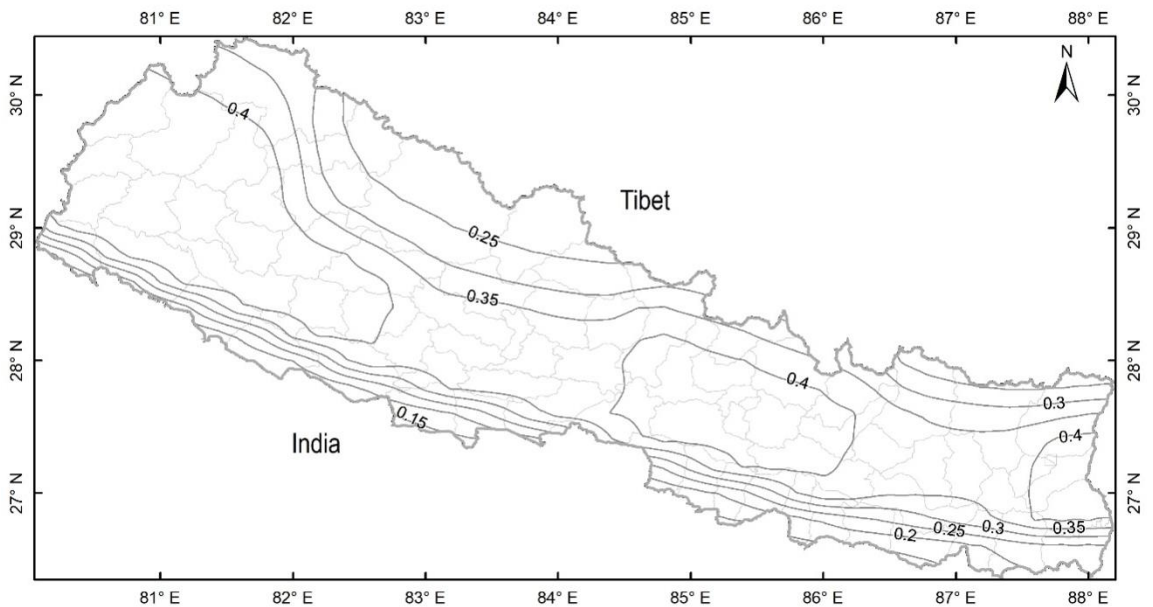 81° E 82° E 83° E 84° E 85° E 86° E 87° E 88° E
N
30° N 30° N
0.4
Tibet
29° N 29° N
0.25
0.35
28° N 28° N
0.4
0.3
0.15
0.4
India
27° N 27° N
0.2 0.25 0.3 0.35
81° E 82° E 83° E 84° E 85° E 86° E 87° E 88° E